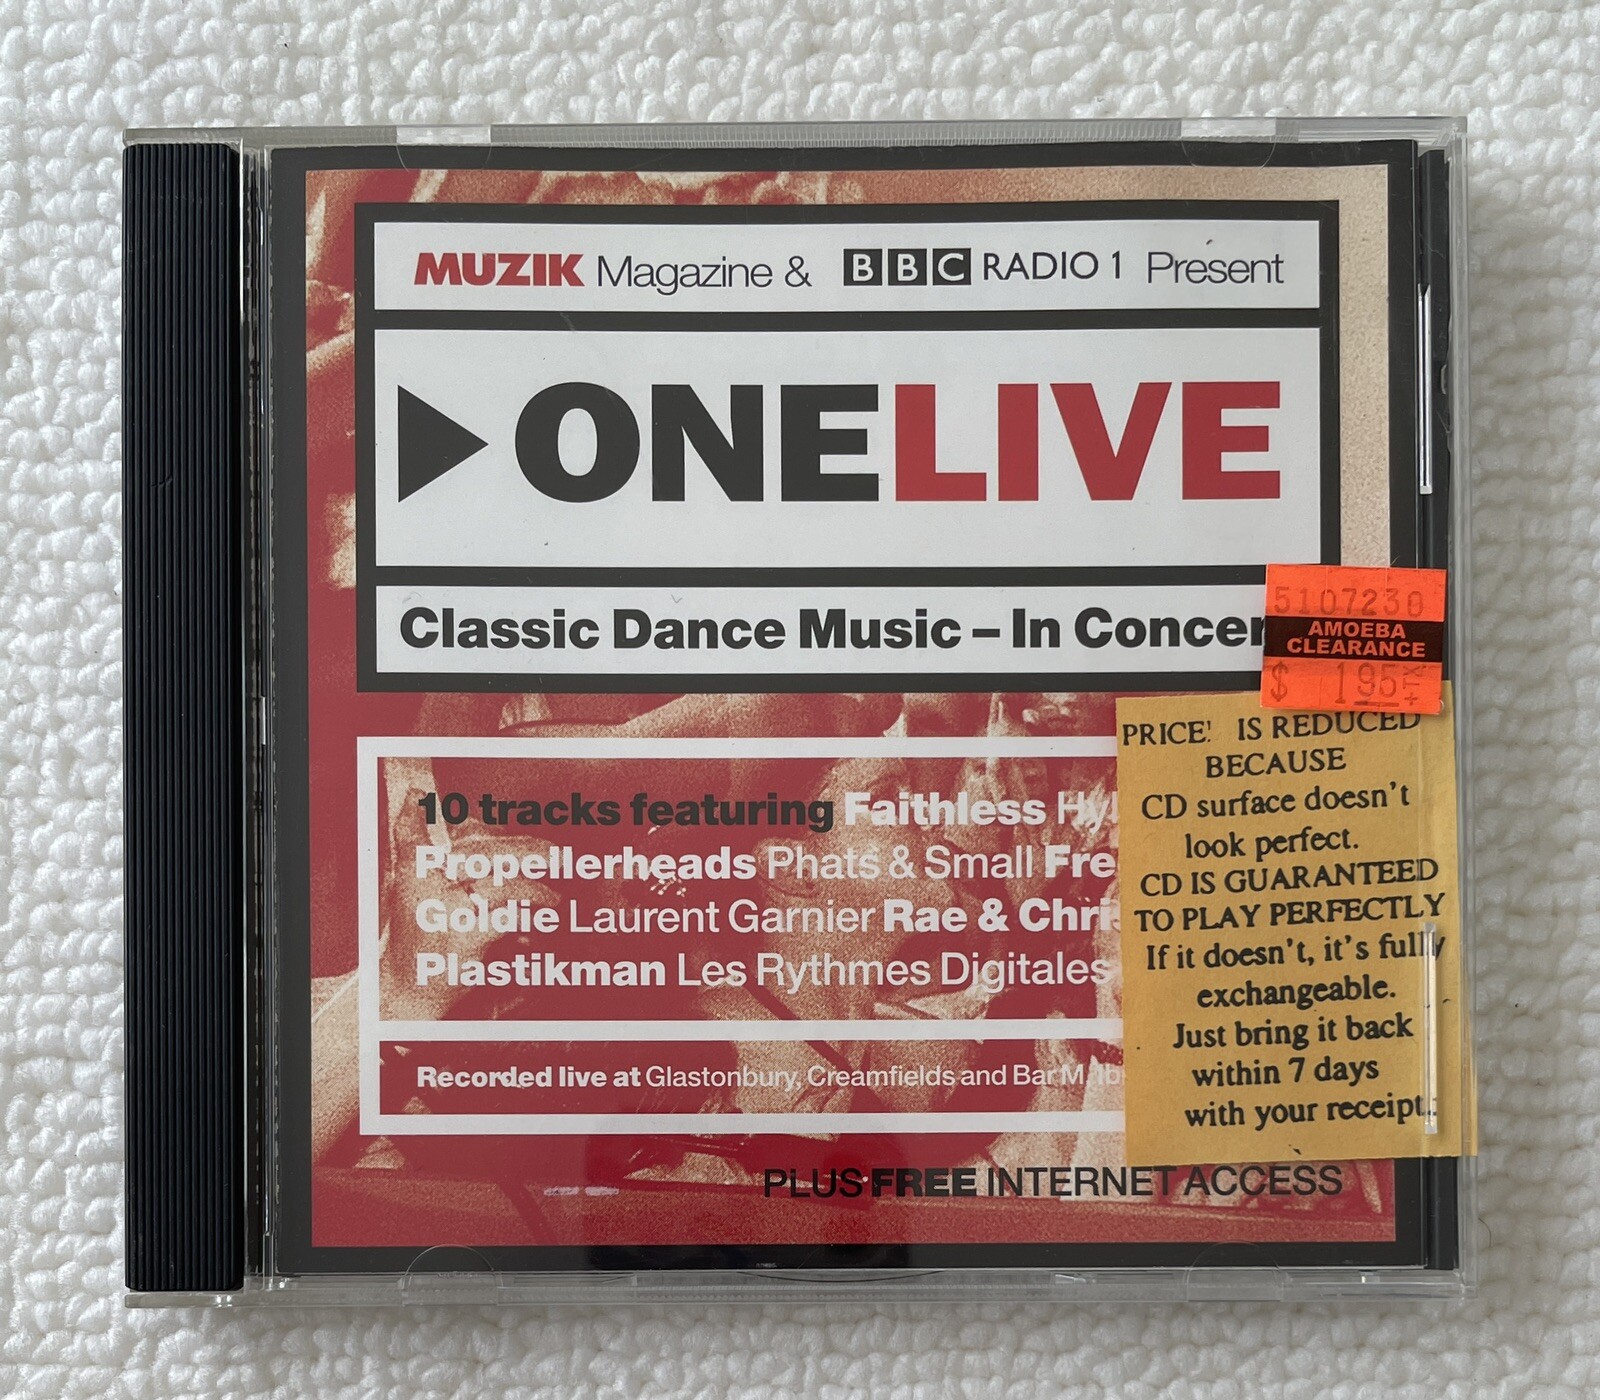 MUZIK Magazine & BBC RADIO 1 Present
ONELIVE
Classic Dance Music – In Concer
5107230
AMOEBA
CLEARANCE
$ 1.95
PRICE! IS REDUCED
BECAUSE
CD surface doesn't
look perfect.
CD IS GUARANTEED
TO PLAY PERFECTLY
If it doesn't, it's fully
exchangeable.
Just bring it back
within 7 days
with your receipt.
10 tracks featuring Faithless Hy
Propellerheads Phats & Small Fre
Goldie Laurent Garnier Rae & Chri
Plastikman Les Rythmes Digitales
Recorded live at Glastonbury, Creamfields and Bar M, Ib
PLUS FREE INTERNET ACCESS